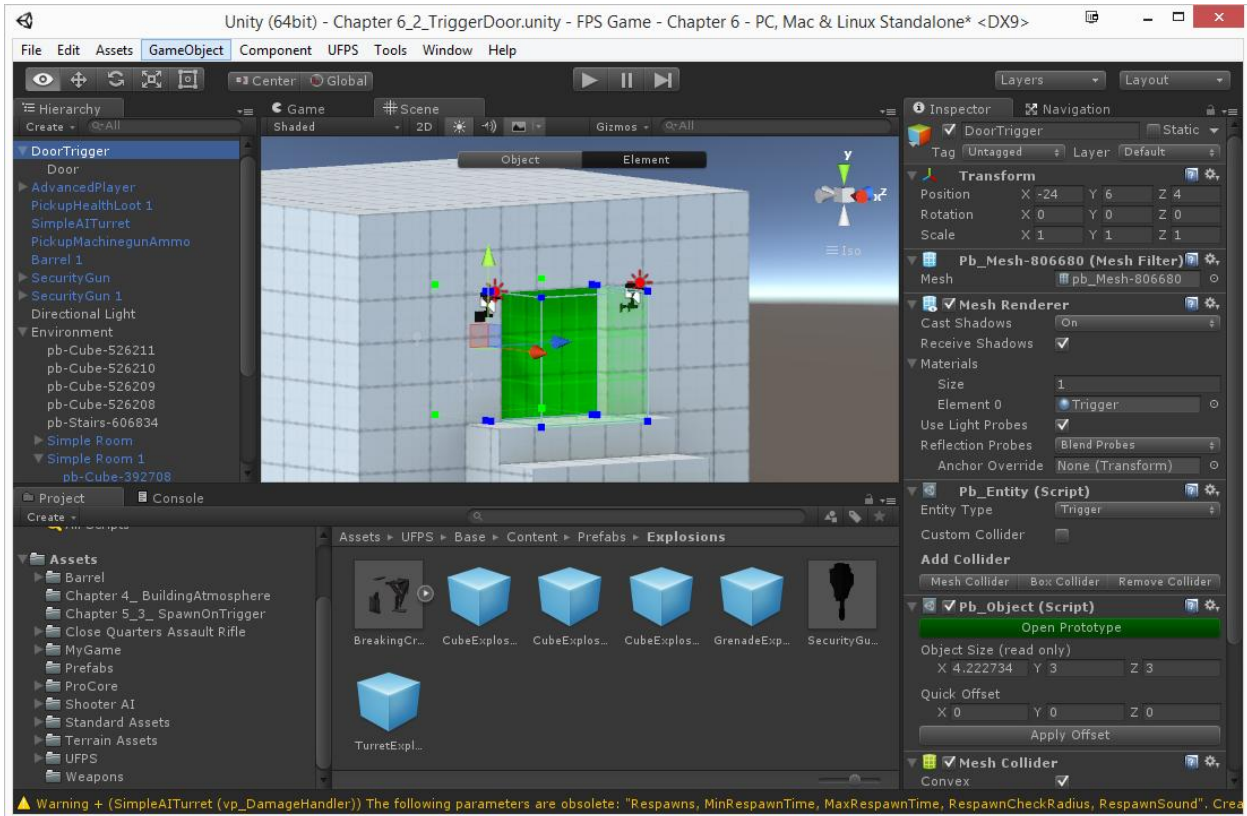 Unity (64bit) - Chapter 6_2_TriggerDoor.unity - FPS Game - Chapter 6 - PC, Mac & Linux Standalone* <DX9>
File Edit Assets GameObject Component UFPS Tools Window Help
Center Global Layers Layout
Hierarchy
Create All
DoorTrigger
Door
AdvancedPlayer
PickupHealthLoot 1
SimpleAITurret
PickupMachinegunAmmo
Barrel 1
SecurityGun
SecurityGun 1
Directional Light
Environment
pb-Cube-526211
pb-Cube-526210
pb-Cube-526209
pb-Cube-526208
pb-Stairs-606834
Simple Room
Simple Room 1
pb-Cube-392708
Game Scene
Shaded 2D Gizmos All
Object Element
y
z
Iso
Inspector Navigation
DoorTrigger Static
Tag Untagged Layer Default
Transform
Position X -24 Y 6 Z 4
Rotation X 0 Y 0 Z 0
Scale X 1 Y 1 Z 1
Pb_Mesh-806680 (Mesh Filter)
Mesh pb_Mesh-806680
Mesh Renderer
Cast Shadows On
Receive Shadows
Materials
Size 1
Element 0 Trigger
Use Light Probes
Reflection Probes Blend Probes
Anchor Override None (Transform)
Pb_Entity (Script)
Entity Type Trigger
Custom Collider
Add Collider
Mesh Collider Box Collider Remove Collider
Pb_Object (Script)
Open Prototype
Object Size (read only)
X 4.222734 Y 3 Z 3
Quick Offset
X 0 Y 0 Z 0
Apply Offset
Mesh Collider
Convex
Project Console
Create
Assets
Barrel
Chapter 4_ BuildingAtmosphere
Chapter 5_3_ SpawnOnTrigger
Close Quarters Assault Rifle
MyGame
Prefabs
ProCore
Shooter AI
Standard Assets
Terrain Assets
UFPS
Weapons
Assets UFPS Base Content Prefabs Explosions
BreakingCr... CubeExplos... CubeExplos... CubeExplos... GrenadeExp... SecurityGu...
TurretExpl...
Warning + (SimpleAITurret (vp_DamageHandler)) The following parameters are obsolete: "Respawns, MinRespawnTime, MaxRespawnTime, RespawnCheckRadius, RespawnSound". Crea